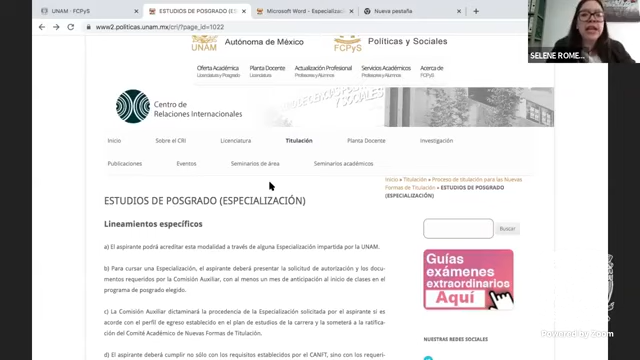 UNAM - FCPyS
ESTUDIOS DE POSGRADO (ES
Microsoft Word - Especializaci
Nueva pestaña
www2.politicas.unam.mx/cri/?page_id=1022
SELENE ROME...
UNAM
Autónoma de México
FCPyS
Políticas y Sociales
Oferta Académica
Licenciatura y Posgrado
Planta Docente
Licenciatura
Actualización Profesional
Profesores y Alumnos
Servicios Académicos
Profesores y Alumnos
Acerca de
FCPyS
Centro de
Relaciones Internacionales
Y SOCIALES
Inicio
Sobre el CRI
Licenciatura
Titulación
Planta Docente
Investigación
Publicaciones
Eventos
Seminarios de área
Seminarios académicos
Inicio » Titulación » Proceso de titulación para las Nuevas
Formas de Titulación » ESTUDIOS DE POSGRADO
(ESPECIALIZACIÓN)
ESTUDIOS DE POSGRADO (ESPECIALIZACIÓN)
Lineamientos específicos
a) El aspirante podrá acreditar esta modalidad a través de alguna Especialización impartida por la UNAM.
b) Para cursar una Especialización, el aspirante deberá presentar la solicitud de autorización y los docu-
mentos requeridos por la Comisión Auxiliar, con al menos un mes de anticipación al inicio de clases en
el programa de posgrado elegido.
c) La Comisión Auxiliar dictaminará la procedencia de la Especialización solicitada por el aspirante si es
acorde con el perfil de egreso establecido en el plan de estudios de la carrera y la someterá a la ratifica-
ción del Comité Académico de Nuevas Formas de Titulación.
d) El aspirante deberá cumplir no sólo con los requisitos establecidos por el CANFT, sino con los requeri-
Buscar
Guías
exámenes
extraordinarios
Aquí
NUESTRAS REDES SOCIALES
Powered by Zoom